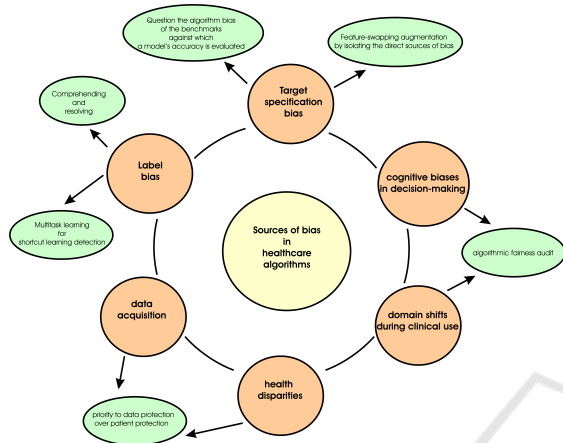 Question the algorithm bias
of the benchmarks
against which
a model's accuracy is evaluated
Feature-swapping augmentation
by isolating the direct sources of bias
Target
specification
bias
Comprehending
and
resolving
Label
bias
cognitive biases
in decision-making
Multitask learning
for
shortcut learning detection
Sources of bias
in
healthcare
algorithms
algorithmic fairness audit
data
acquisition
domain shifts
during clinical use
health
disparities
priority to data protection
over patient protection